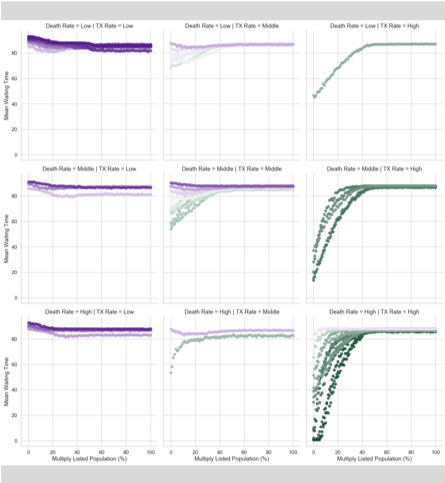 Death Rate = Low | TX Rate = Low
Death Rate = Low | TX Rate = Middle
Death Rate = Low | TX Rate = High
Mean Waiting Time
80
60
40
20
0
Death Rate = Middle | TX Rate = Low
Death Rate = Middle | TX Rate = Middle
Death Rate = Middle | TX Rate = High
Mean Waiting Time
80
60
40
20
0
Death Rate = High | TX Rate = Low
Death Rate = High | TX Rate = Middle
Death Rate = High | TX Rate = High
Mean Waiting Time
80
60
40
20
0
0 20 40 60 80 100
0 20 40 60 80 100
0 20 40 60 80 100
Multiply Listed Population (%)
Multiply Listed Population (%)
Multiply Listed Population (%)